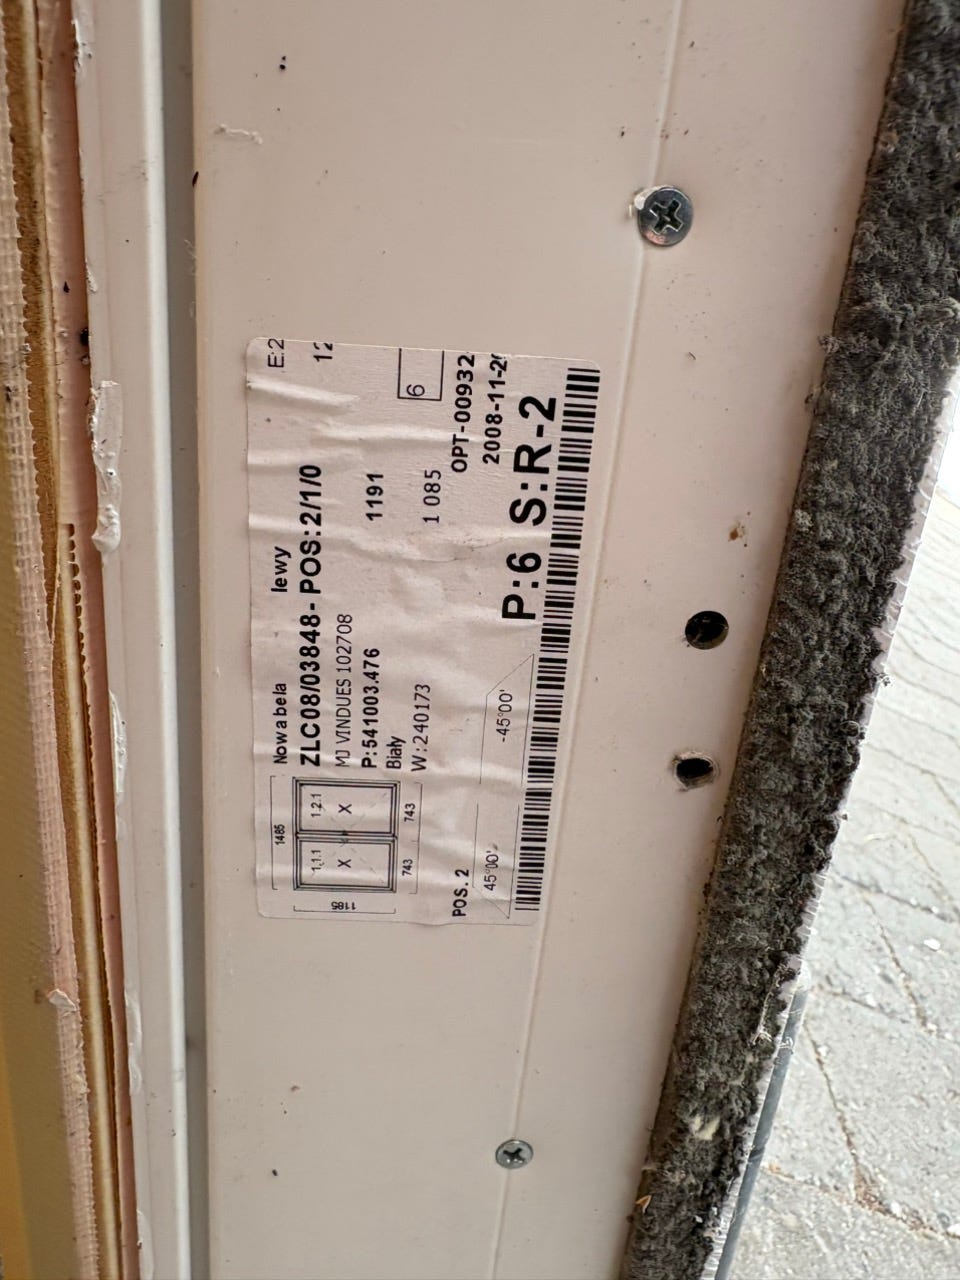 Nowa bela lewy E:2
ZLC08/03848- POS:2/1/0
MJ VINDUES 102708 12
P:541003.476 1191
Biały 6
W:240173 1 085
OPT-00932
2008-11-20
P:6 S:R-2
1485
1.1.1 1.2.1
X X
743 743
1185
POS. 2
45°00' -45°00'